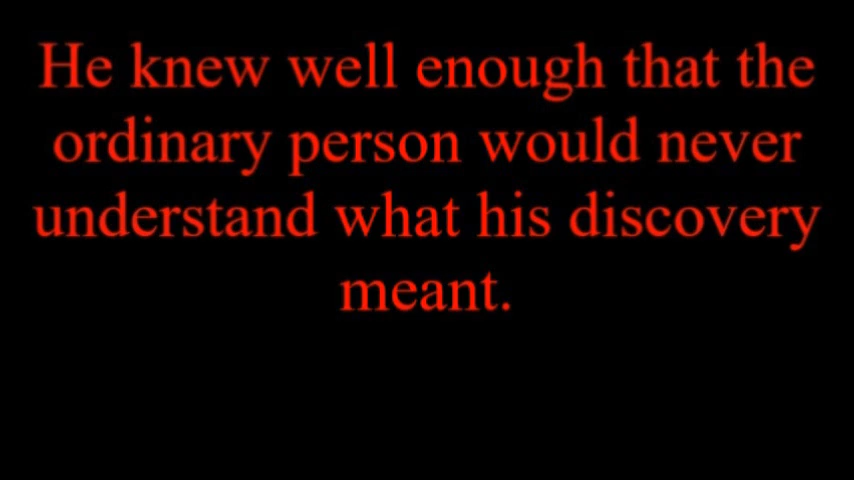 He knew well enough that the
ordinary person would never
understand what his discovery
meant.